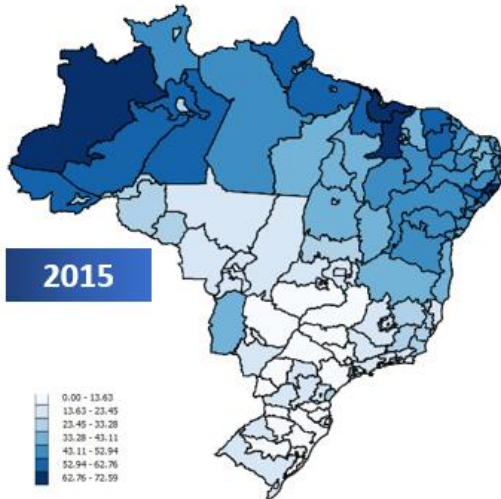 2015
0.00 - 13.63
13.63 - 23.45
23.45 - 33.28
33.28 - 43.11
43.11 - 52.94
52.94 - 62.76
62.76 - 72.59